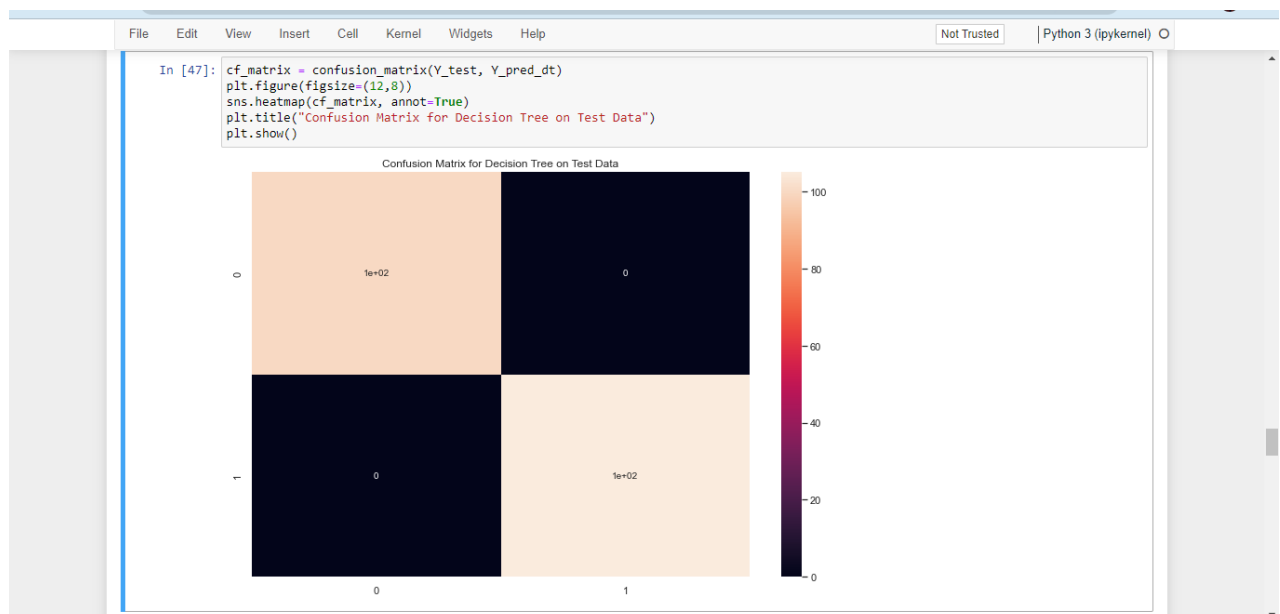 File Edit View Insert Cell Kernel Widgets Help Not Trusted Python 3 (ipykernel)
In [47]: cf_matrix = confusion_matrix(Y_test, Y_pred_dt)
plt.figure(figsize=(12,8))
sns.heatmap(cf_matrix, annot=True)
plt.title("Confusion Matrix for Decision Tree on Test Data")
plt.show()
Confusion Matrix for Decision Tree on Test Data
100
80
0 1e+02 0
60
40
1 0 1e+02
20
0
0 1